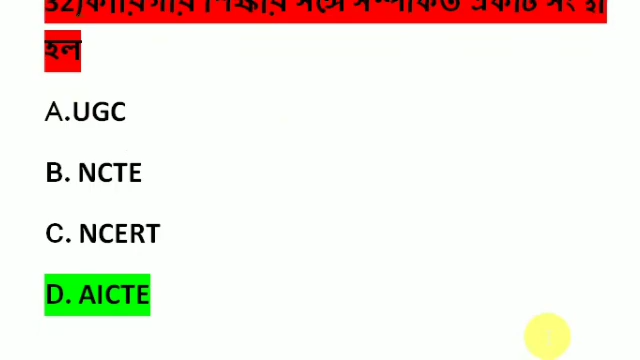 32)কারিগরি শিক্ষার সঙ্গে সম্পর্কিত একটি সংস্থা
হল
A.UGC
B. NCTE
C. NCERT
D. AICTE